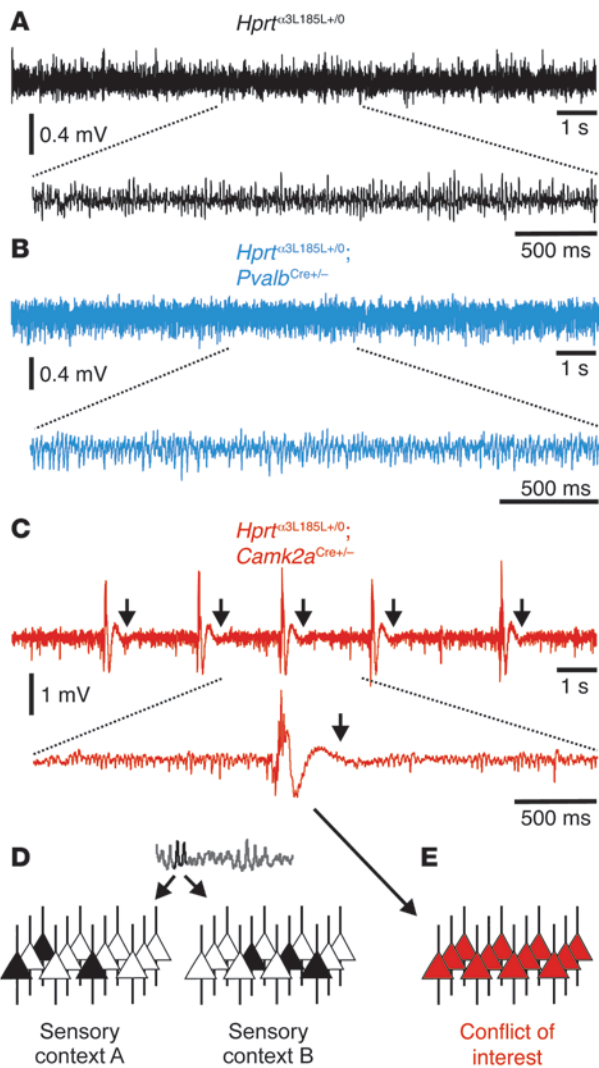 A
Hprtα3L185L+/0
0.4 mV
1 s
500 ms
B
Hprtα3L185L+/0;
PvalbCre+/–
0.4 mV
1 s
500 ms
C
Hprtα3L185L+/0;
Camk2aCre+/–
1 mV
1 s
500 ms
D
E
Sensory
context A
Sensory
context B
Conflict of
interest